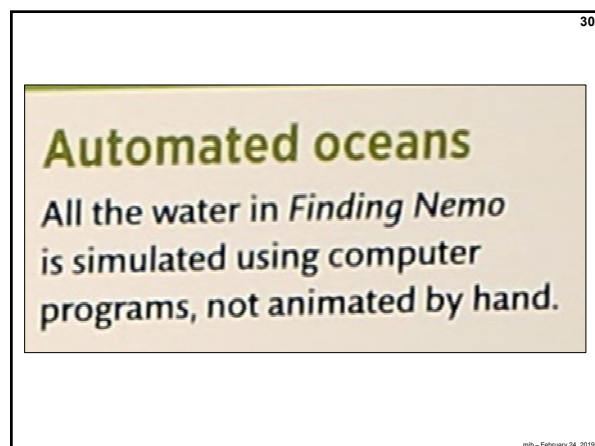 30
Automated oceans
All the water in Finding Nemo
is simulated using computer
programs, not animated by hand.
mjb – February 24, 2019